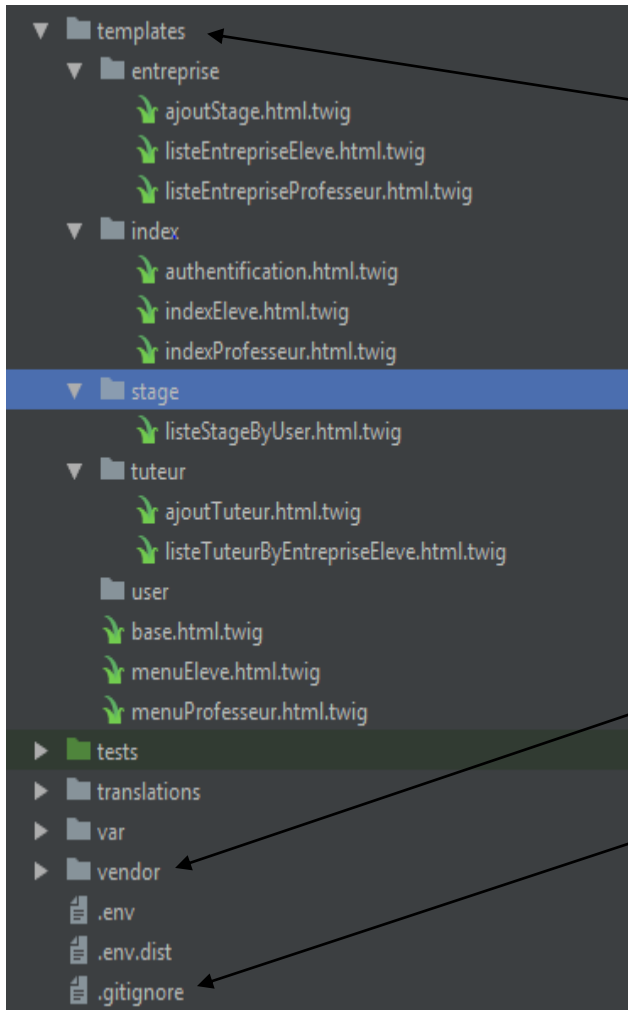 templates
entreprise
ajoutStage.html.twig
listeEntrepriseEleve.html.twig
listeEntrepriseProfesseur.html.twig
index
authentification.html.twig
indexEleve.html.twig
indexProfesseur.html.twig
stage
listeStageByUser.html.twig
tuteur
ajoutTuteur.html.twig
listeTuteurByEntrepriseEleve.html.twig
user
base.html.twig
menuEleve.html.twig
menuProfesseur.html.twig
tests
translations
var
vendor
.env
.env.dist
.gitignore